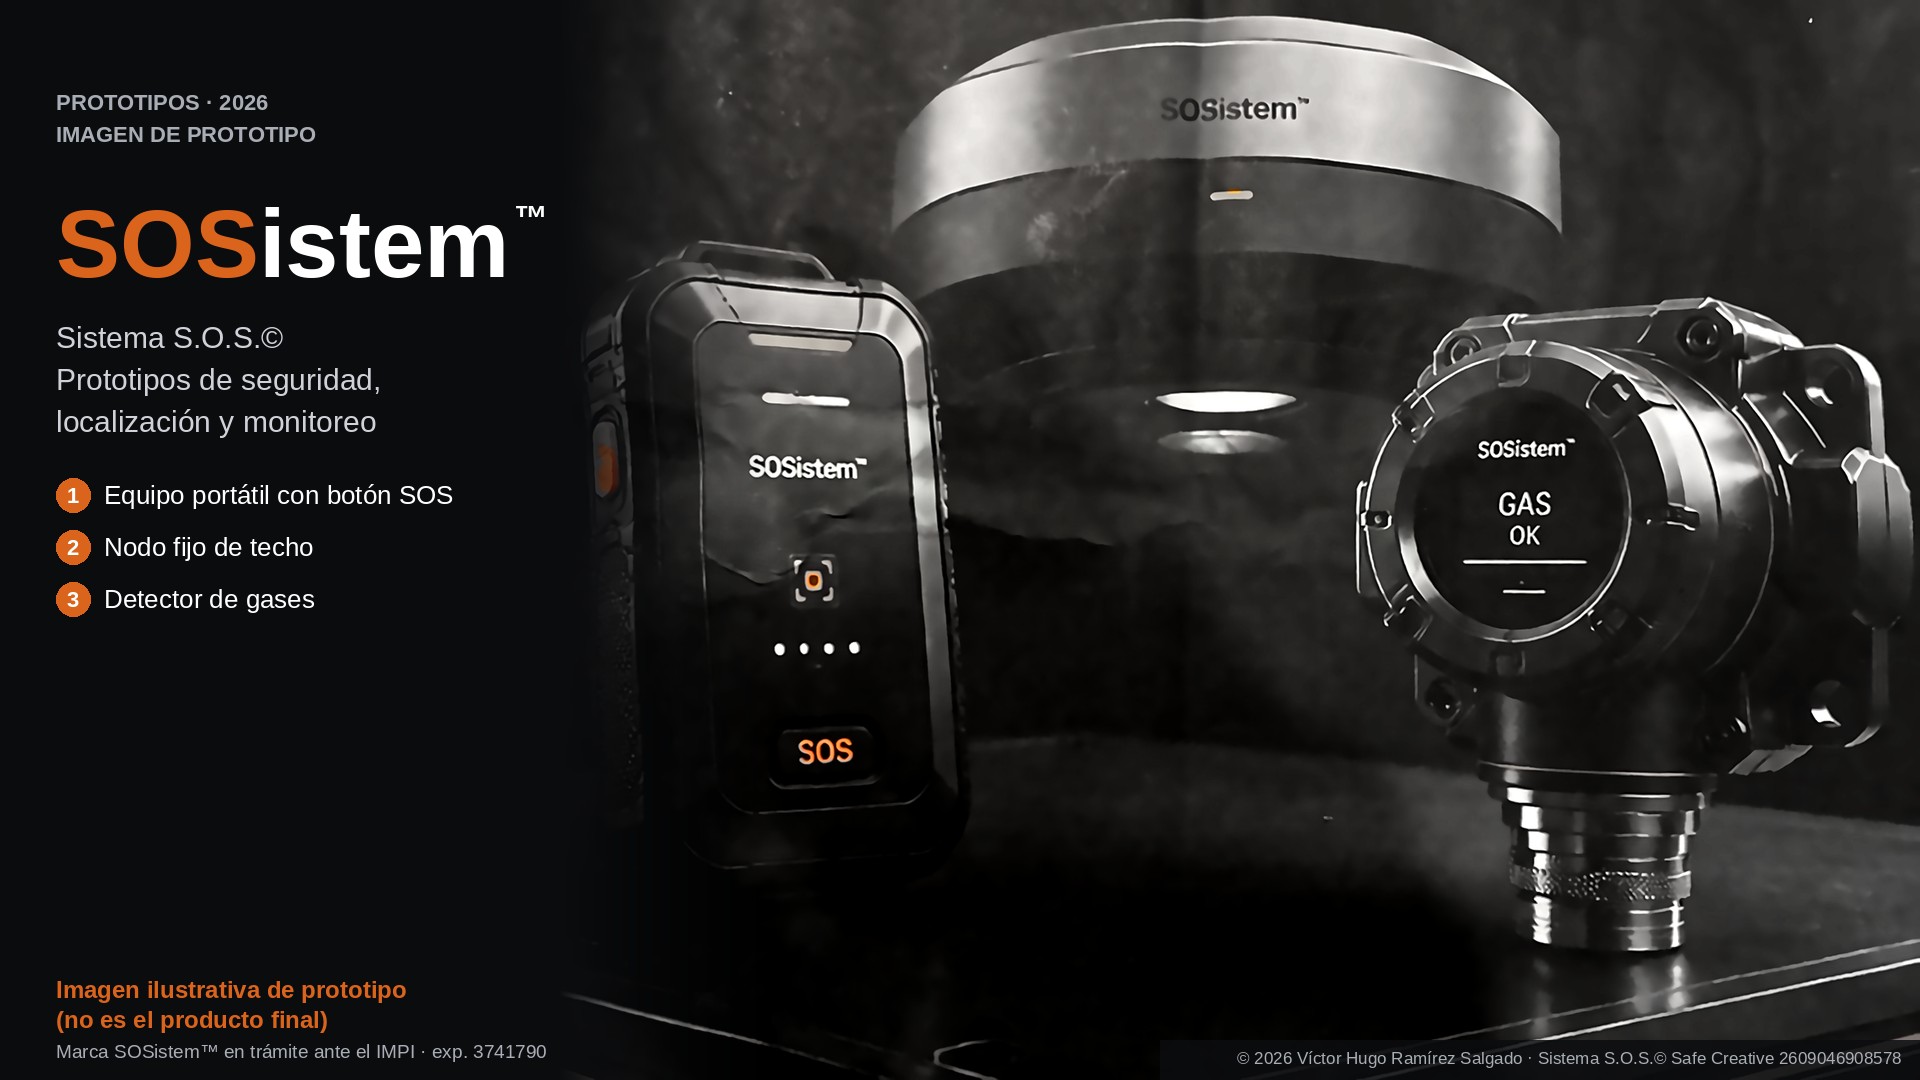 PROTOTIPOS · 2026
IMAGEN DE PROTOTIPO
SOSistem™
Sistema S.O.S.©
Prototipos de seguridad,
localización y monitoreo
1 Equipo portátil con botón SOS
2 Nodo fijo de techo
3 Detector de gases
Imagen ilustrativa de prototipo
(no es el producto final)
Marca SOSistem™ en trámite ante el IMPI · exp. 3741790
SOSistem™
SOSistem™
SOS
SOSistem™
GAS
OK
© 2026 Víctor Hugo Ramírez Salgado · Sistema S.O.S.© Safe Creative 2609046908578